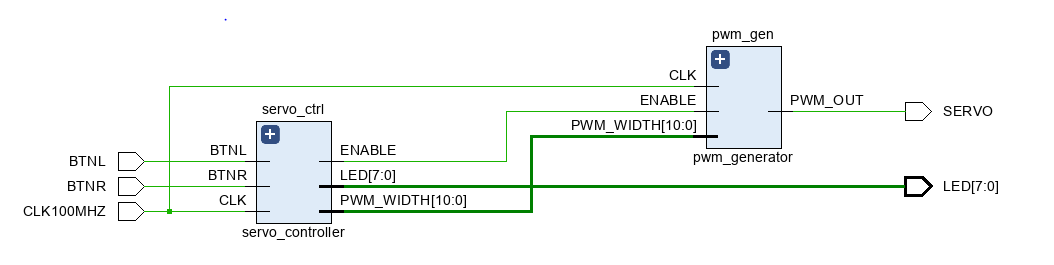 pwm_gen
CLK
ENABLE
PWM_WIDTH[10:0]
PWM_OUT
SERVO
pwm_generator
servo_ctrl
BTNL
BTNL
ENABLE
BTNR
BTNR
LED[7:0]
LED[7:0]
CLK100MHZ
CLK
PWM_WIDTH[10:0]
servo_controller